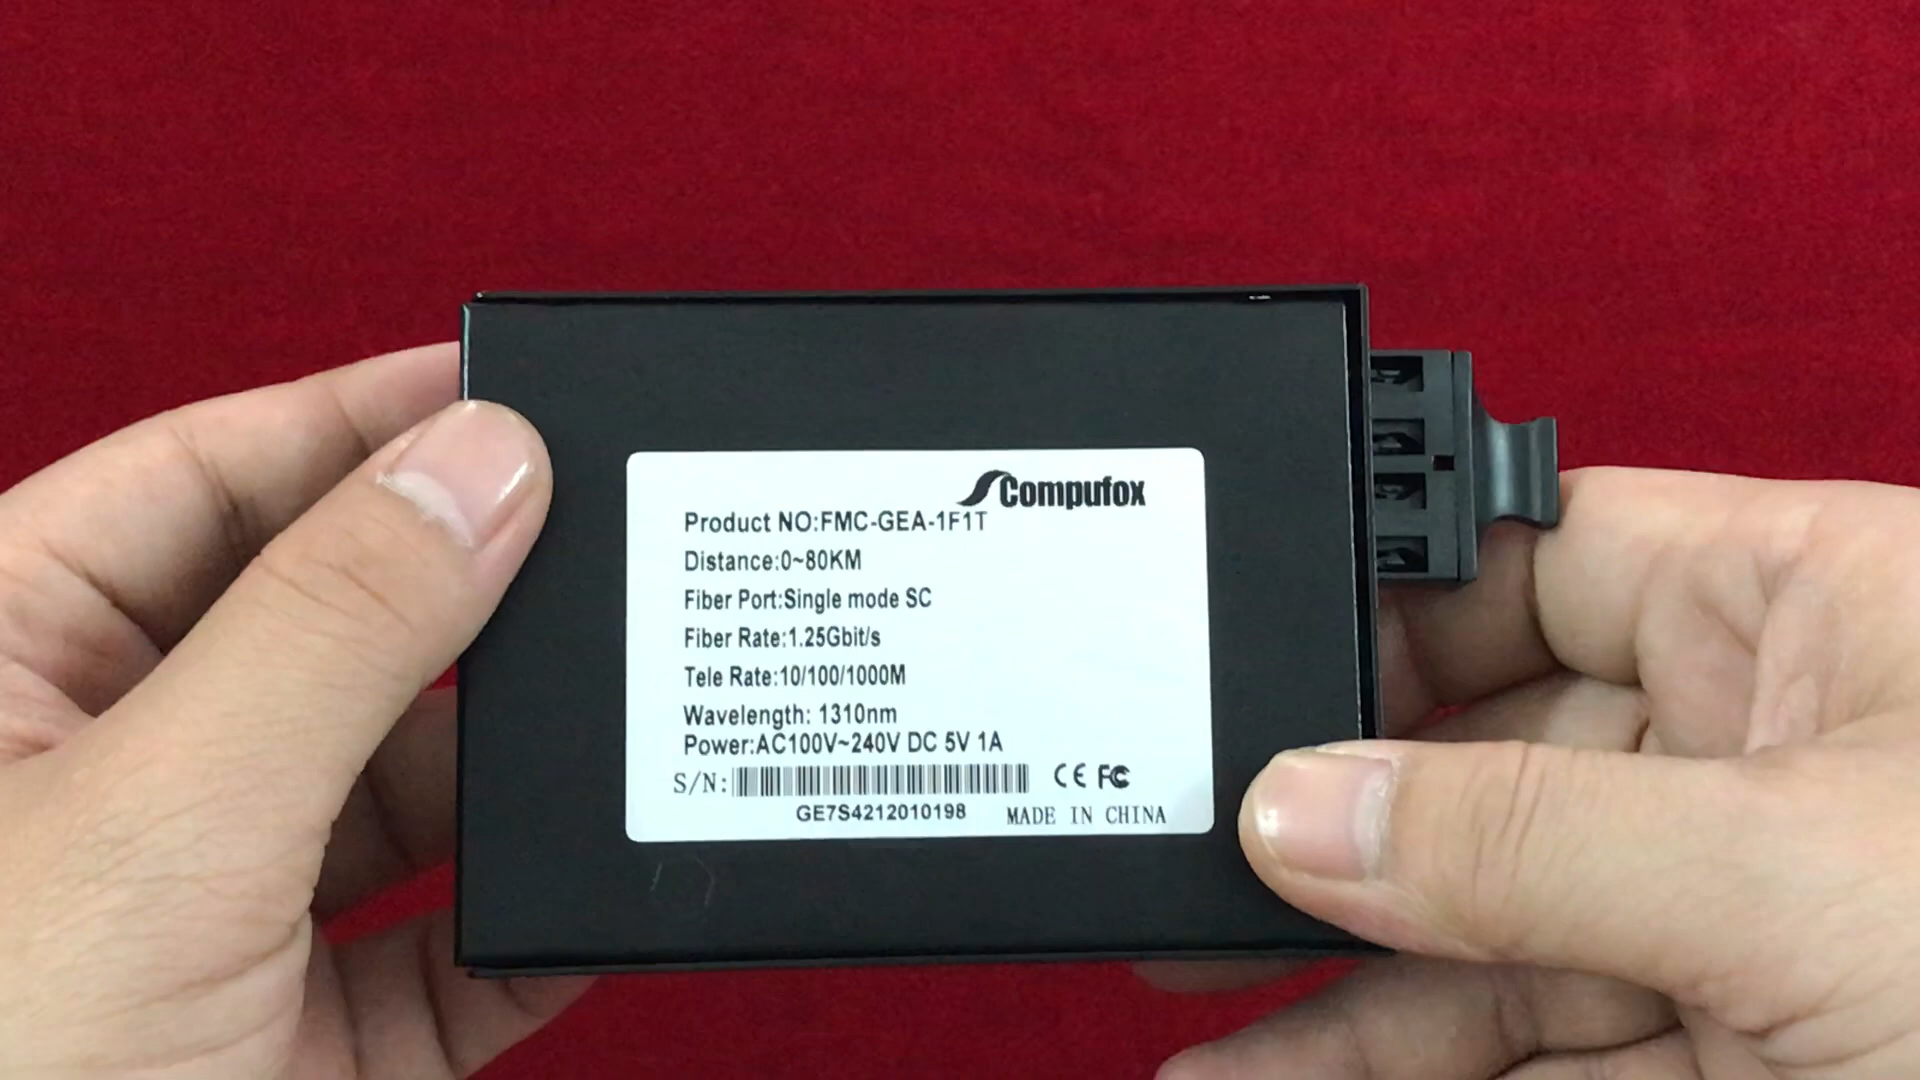 Compufox
Product NO:FMC-GEA-1F1T
Distance:0~80KM
Fiber Port:Single mode SC
Fiber Rate:1.25Gbit/s
Tele Rate:10/100/1000M
Wavelength: 1310nm
Power:AC100V~240V DC 5V 1A
S/N: CE FC
GE7S4212010198 MADE IN CHINA